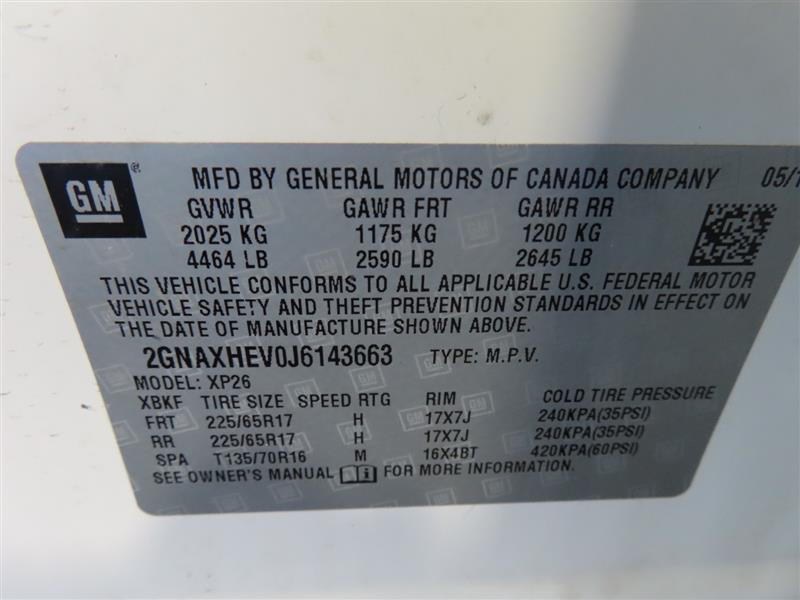 GM
MFD BY GENERAL MOTORS OF CANADA COMPANY 05/1
GVWR GAWR FRT GAWR RR
2025 KG 1175 KG 1200 KG
4464 LB 2590 LB 2645 LB
THIS VEHICLE CONFORMS TO ALL APPLICABLE U.S. FEDERAL MOTOR
VEHICLE SAFETY AND THEFT PREVENTION STANDARDS IN EFFECT ON
THE DATE OF MANUFACTURE SHOWN ABOVE.
2GNAXHEV0J6143663 TYPE: M.P.V.
MODEL: XP26
XBKF TIRE SIZE SPEED RTG RIM COLD TIRE PRESSURE
FRT 225/65R17 H 17X7J 240KPA(35PSI)
RR 225/65R17 H 17X7J 240KPA(35PSI)
SPA T135/70R16 M 16X4BT 420KPA(60PSI)
SEE OWNER'S MANUAL FOR MORE INFORMATION.